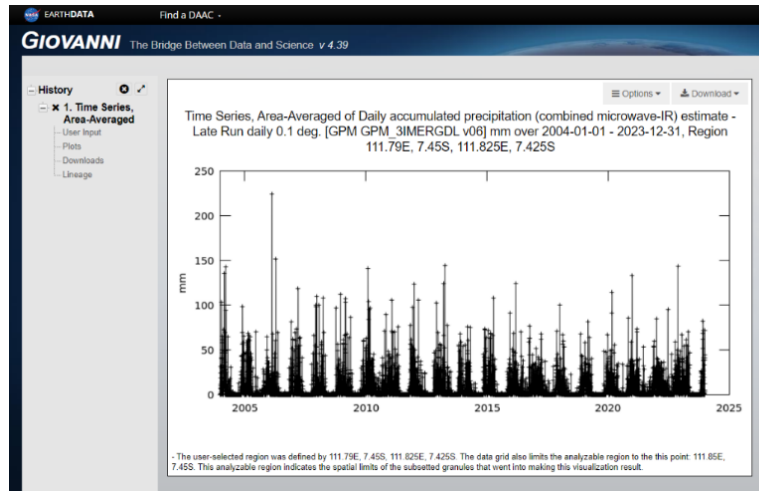 NASA EARTHDATA Find a DAAC -
GIOVANNI The Bridge Between Data and Science v 4.39
History
1. Time Series,
Area-Averaged
User Input
Plots
Downloads
Lineage
Options
Download
Time Series, Area-Averaged of Daily accumulated precipitation (combined microwave-IR) estimate -
Late Run daily 0.1 deg. [GPM GPM_3IMERGDL v06] mm over 2004-01-01 - 2023-12-31, Region
111.79E, 7.45S, 111.825E, 7.425S
250
200
150
mm
100
50
0
2005 2010 2015 2020 2025
- The user-selected region was defined by 111.79E, 7.45S, 111.825E, 7.425S. The data grid also limits the analyzable region to the this point: 111.85E,
7.45S. This analyzable region indicates the spatial limits of the subsetted granules that went into making this visualization result.